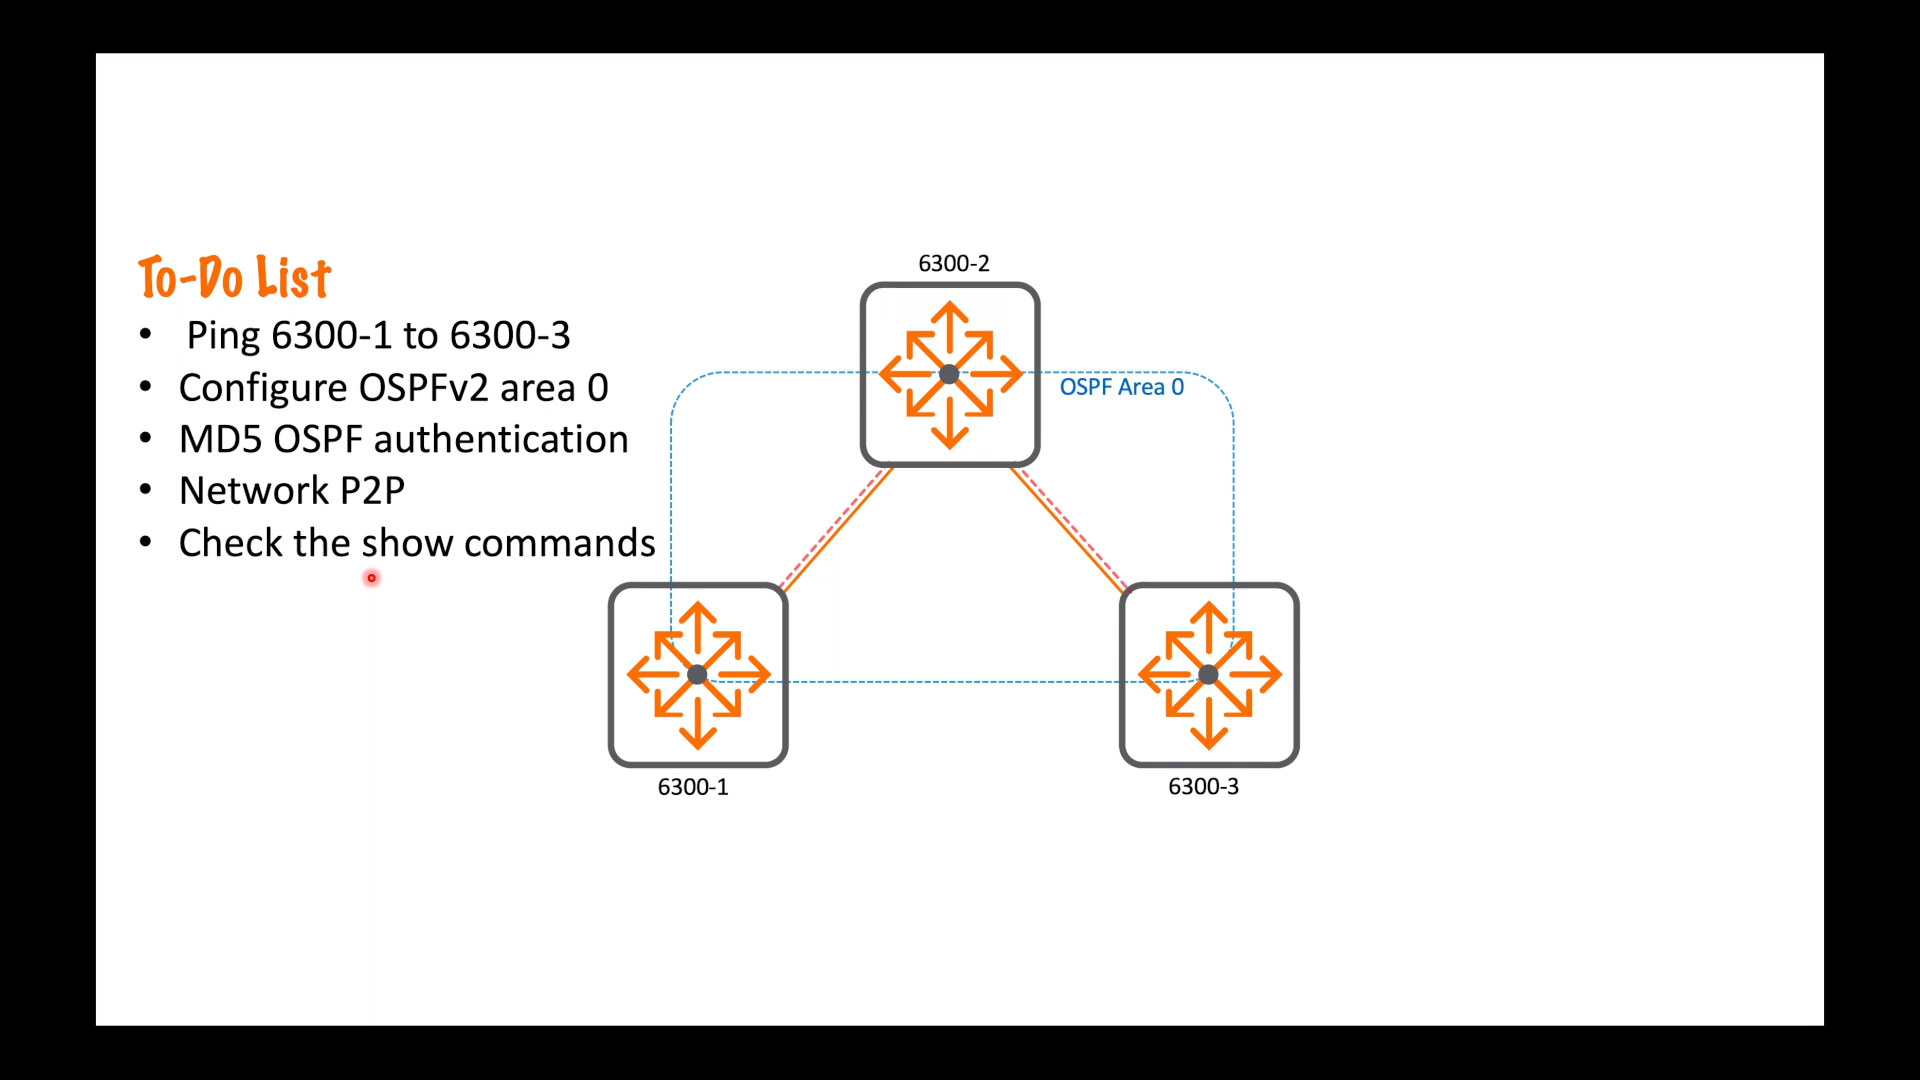 To-Do List
• Ping 6300-1 to 6300-3
• Configure OSPFv2 area 0
• MD5 OSPF authentication
• Network P2P
• Check the show commands
6300-2
OSPF Area 0
6300-1
6300-3